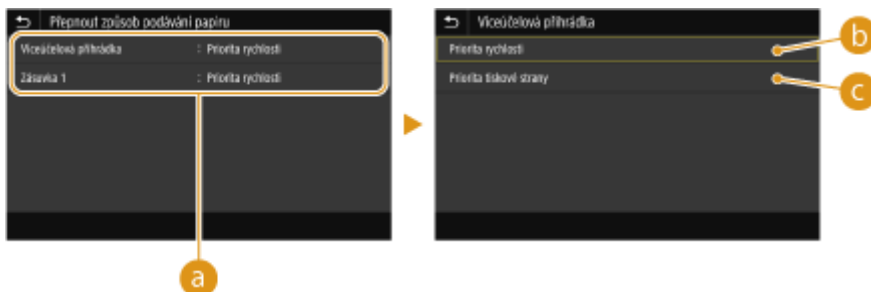 Přepnout způsob podávání papíru
Víceúčelová přihrádka : Priorita rychlosti
Zásuvka 1 : Priorita rychlosti
a
Víceúčelová přihrádka
Priorita rychlosti
b
Priorita tiskové strany
c